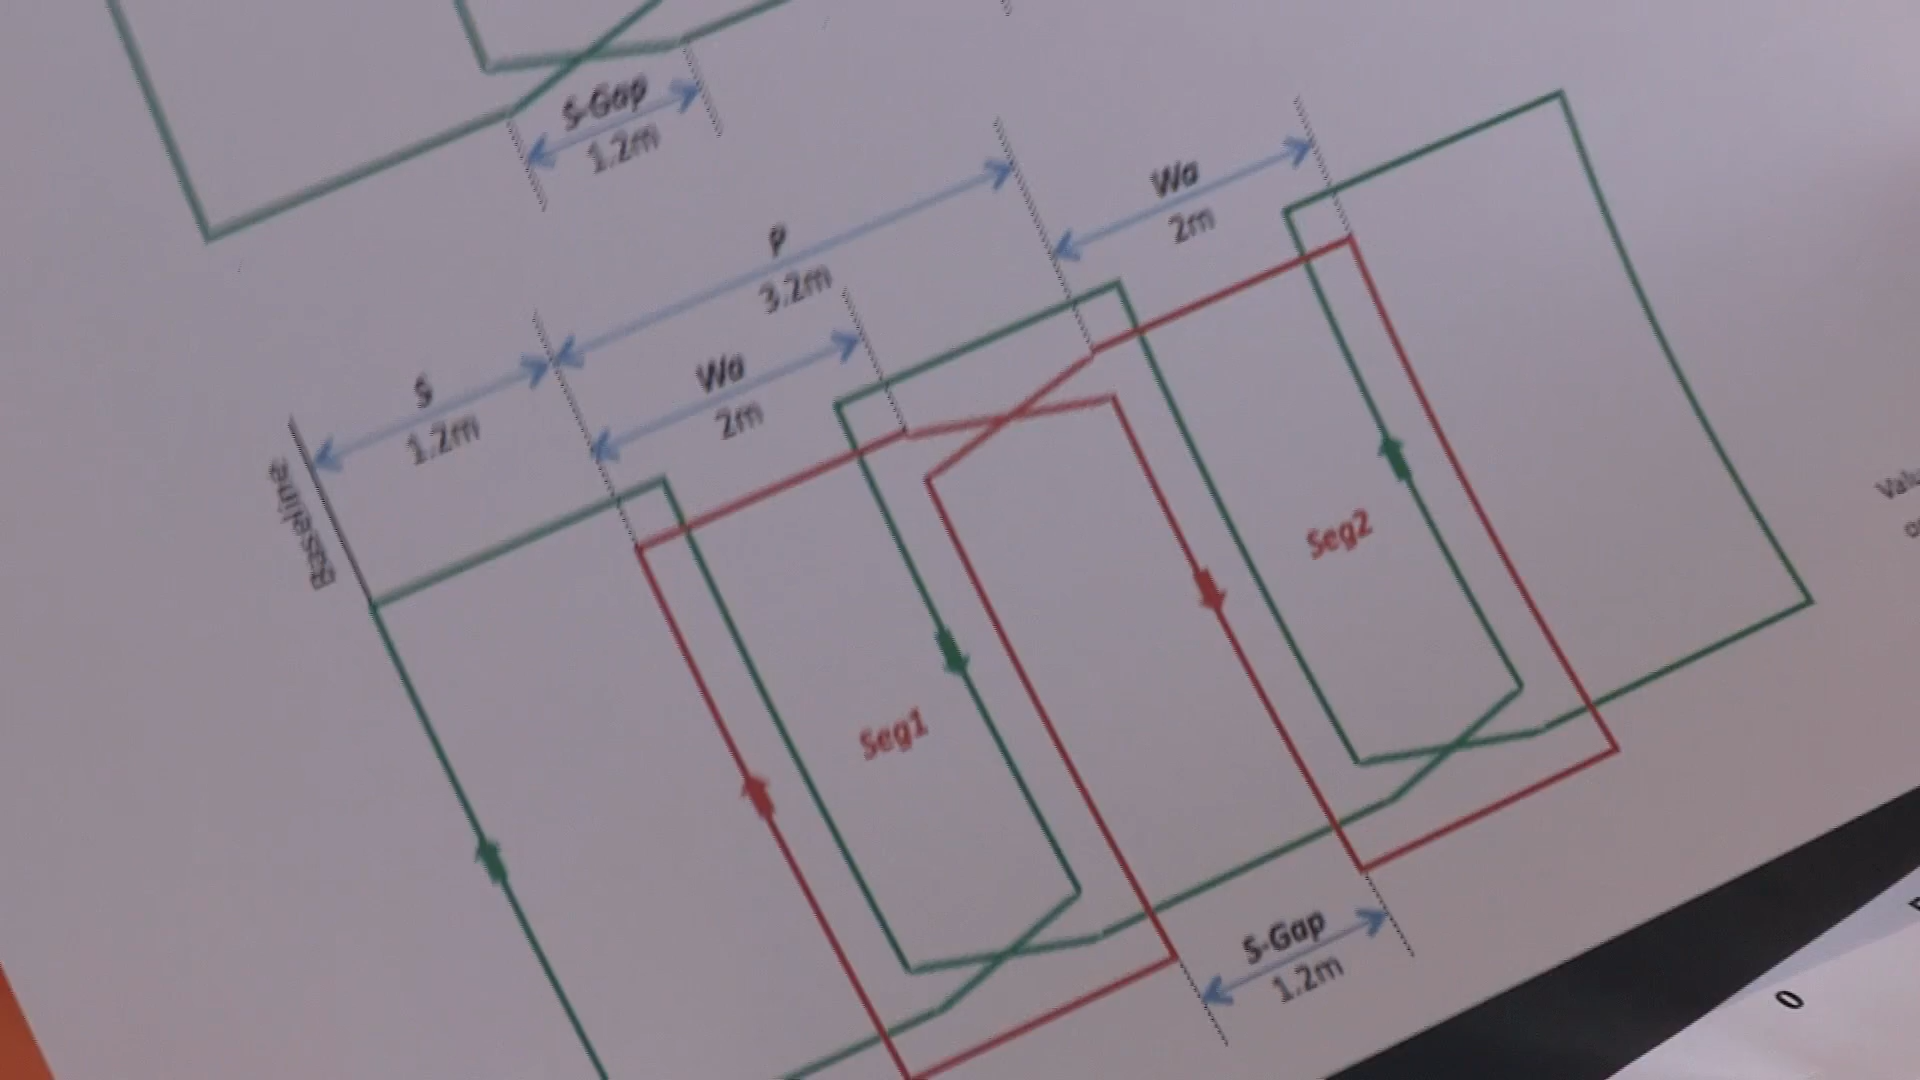 S-Gap
1.2m
Wa
2m
P
3.2m
Wa
2m
S
1.2m
Baseline
Seg2
Seg1
S-Gap
1.2m
0